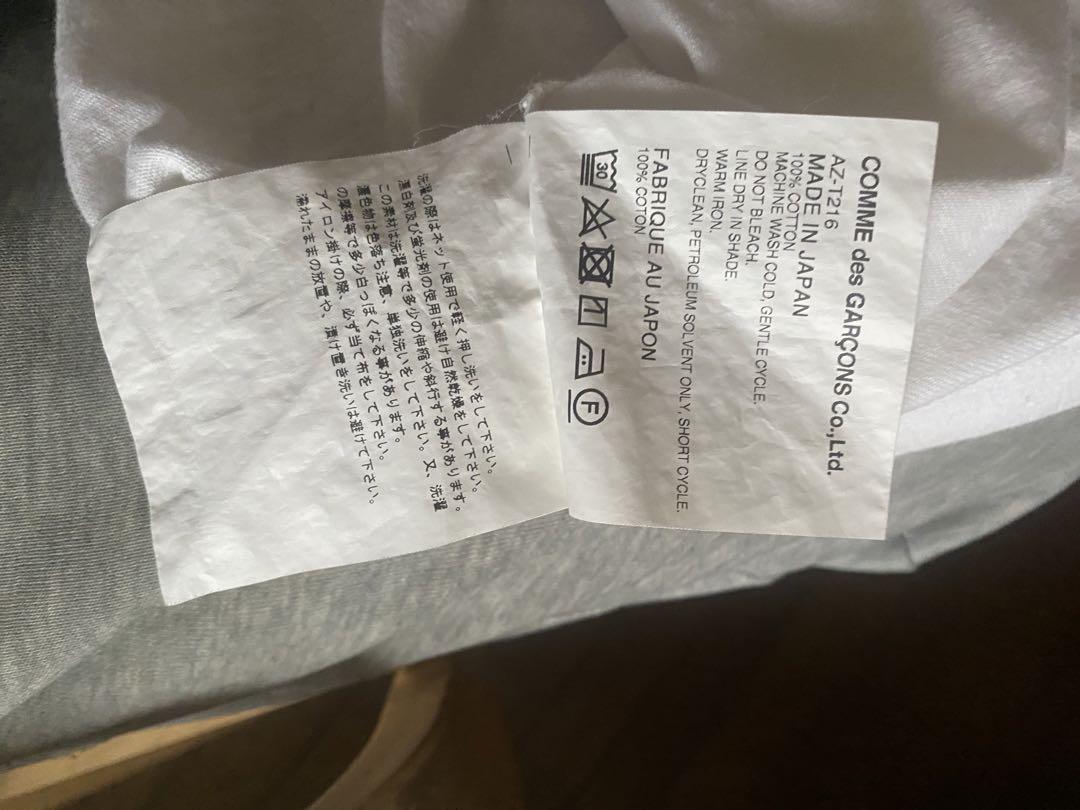 COMME des GARÇONS Co.,Ltd.
AZ-T216
MADE IN JAPAN
100% COTTON
MACHINE WASH COLD, GENTLE CYCLE.
DO NOT BLEACH.
LINE DRY IN SHADE.
WARM IRON.
DRYCLEAN, PETROLEUM SOLVENT ONLY, SHORT CYCLE.
FABRIQUE AU JAPON
100% COTON
30
F
洗濯の際はネット使用で軽く押し洗いをして下さい。
漂白剤及び蛍光剤の使用は避け自然乾燥をして下さい。
この素材は洗濯等で多少の伸縮や斜行する事があります。
濃色物は色落ち注意、単独洗いをして下さい。又、洗濯
の摩擦等で多少白っぽくなる事があります。
アイロン掛けの際、必ず当て布をして下さい。
濡れたままの放置や、漬け置き洗いは避けて下さい。